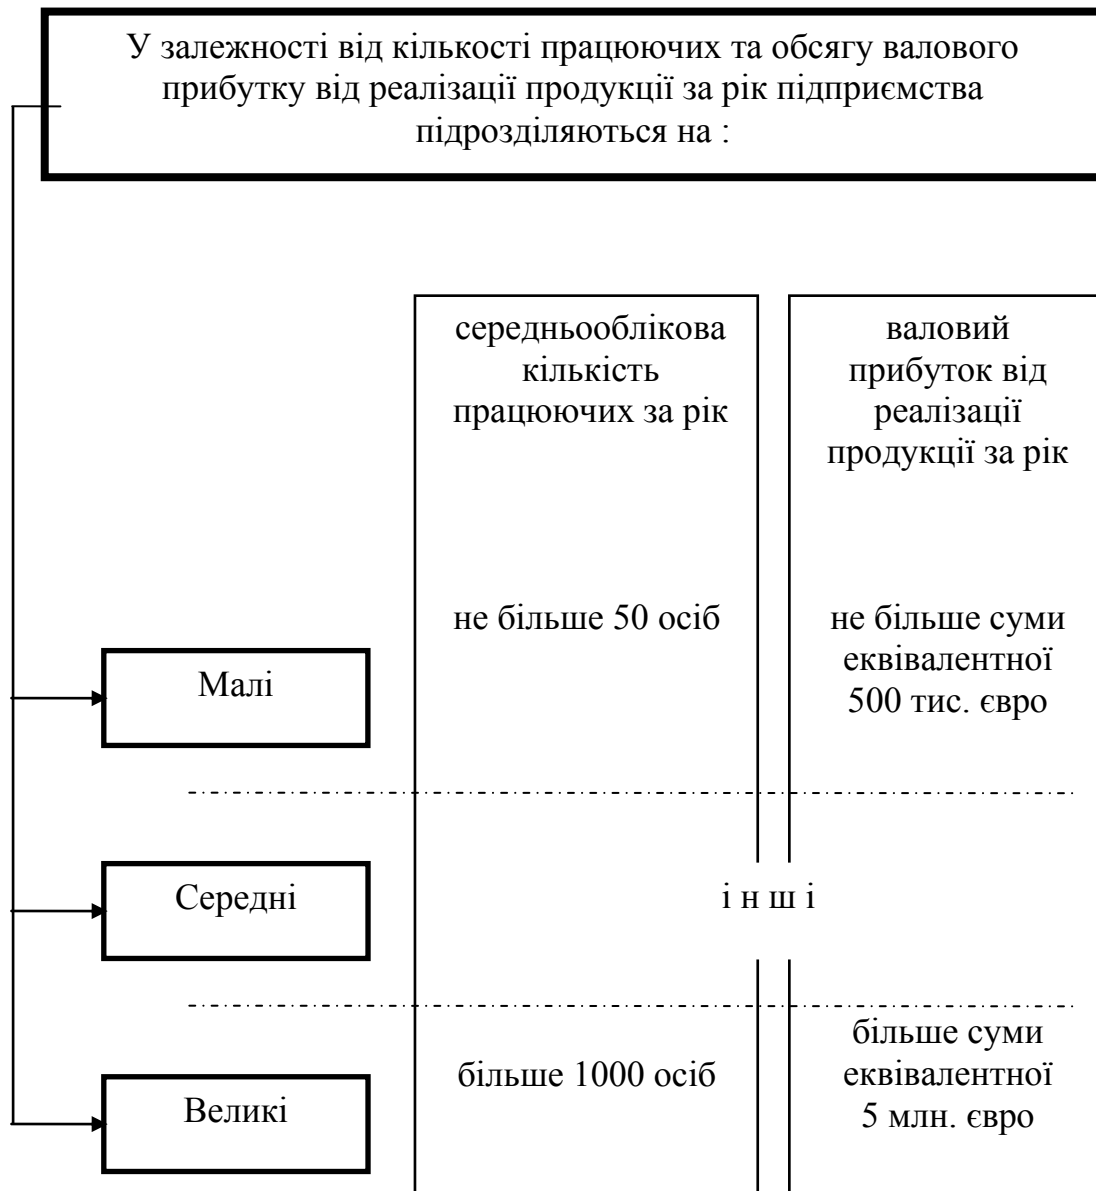 У залежності від кількості працюючих та обсягу валового
прибутку від реалізації продукції за рік підприємства
підрозділяються на :
середньооблікова
кількість
працюючих за рік
валовий
прибуток від
реалізації
продукції за рік
Малі
не більше 50 осіб
не більше суми
еквівалентної
500 тис. євро
Середні
і н ш і
Великі
більше 1000 осіб
більше суми
еквівалентної
5 млн. євро